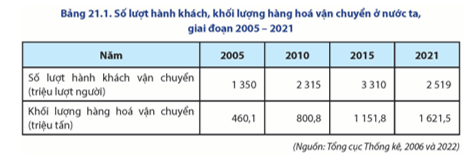 Bảng 21.1. Số lượt hành khách, khối lượng hàng hoá vận chuyển ở nước ta,
giai đoạn 2005 – 2021
Năm 2005 2010 2015 2021
Số lượt hành khách vận chuyển
(triệu lượt người) 1 350 2 315 3 310 2 519
Khối lượng hàng hoá vận chuyển
(triệu tấn) 460,1 800,8 1 151,8 1 621,5
(Nguồn: Tổng cục Thống kê, 2006 và 2022)